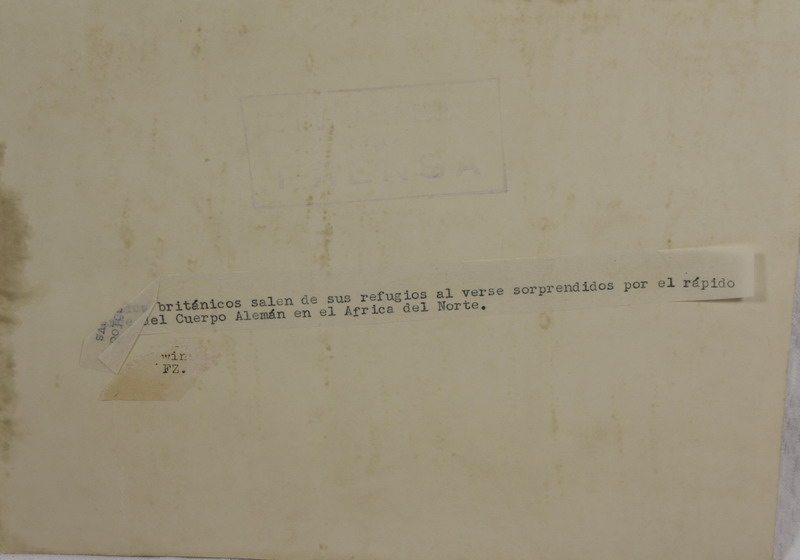 británicos salen de sus refugios al verse sorprendidos por el rápido
del Cuerpo Alemán en el Africa del Norte.
FZ.